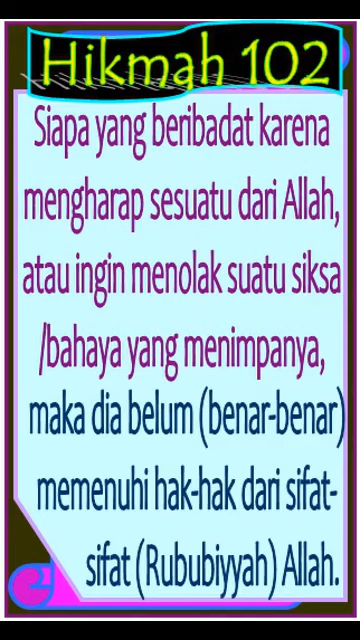 Hikmah 102
Siapa yang beribadat karena
mengharap sesuatu dari Allah,
atau ingin menolak suatu siksa
/bahaya yang menimpanya,
maka dia belum (benar-benar)
memenuhi hak-hak dari sifat-
sifat (Rububiyyah) Allah.